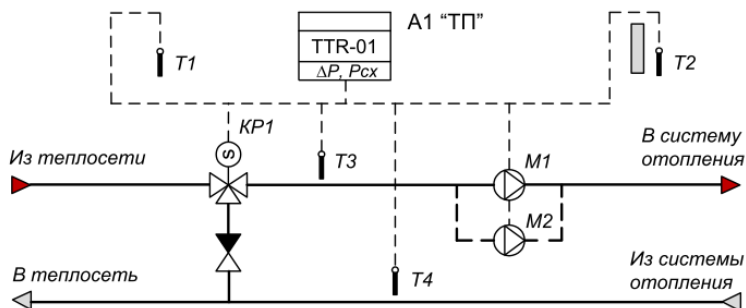 А1 “ТП”
TTR-01
ΔP, Pсх
T1
T2
КР1
S
Из теплосети
T3
M1
В систему
отопления
M2
В теплосеть
T4
Из системы
отопления